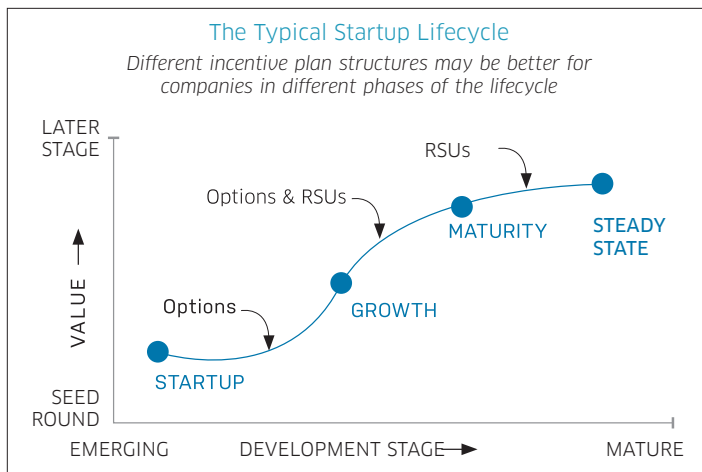 The Typical Startup Lifecycle
Different incentive plan structures may be better for
companies in different phases of the lifecycle
LATER
STAGE
RSUs
Options & RSUs
MATURITY
STEADY
STATE
VALUE
Options
GROWTH
STARTUP
SEED
ROUND
EMERGING
DEVELOPMENT STAGE
MATURE